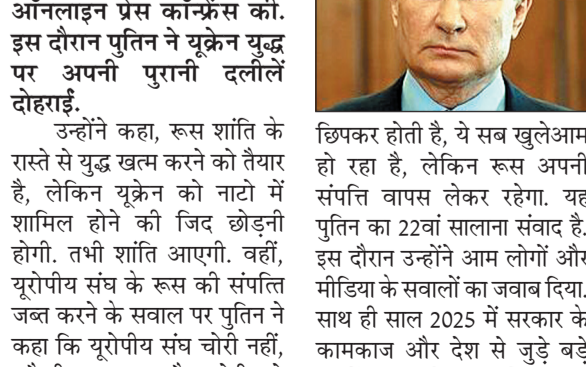 ऑनलाइन प्रेस कॉन्फ्रेंस की.
इस दौरान पुतिन ने यूक्रेन युद्ध
पर अपनी पुरानी दलीलें
दोहराईं.
उन्होंने कहा, रूस शांति के
रास्ते से युद्ध खत्म करने को तैयार
है, लेकिन यूक्रेन को नाटो में
शामिल होने की जिद छोड़नी
होगी. तभी शांति आएगी. वहीं,
यूरोपीय संघ के रूस की संपत्ति
जब्त करने के सवाल पर पुतिन ने
कहा कि यूरोपीय संघ चोरी नहीं,
छिपकर होती है, ये सब खुलेआम
हो रहा है, लेकिन रूस अपनी
संपत्ति वापस लेकर रहेगा. यह
पुतिन का 22वां सालाना संवाद है.
इस दौरान उन्होंने आम लोगों और
मीडिया के सवालों का जवाब दिया.
साथ ही साल 2025 में सरकार के
कामकाज और देश से जुड़े बड़े